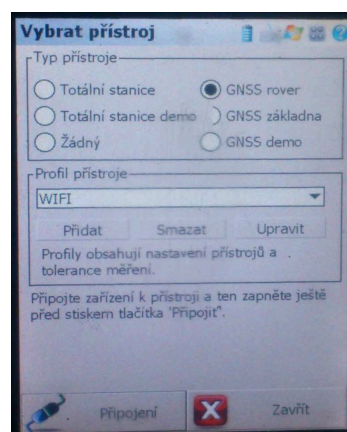 Vybrat přístroj
Typ přístroje
Totální stanice
GNSS rover
Totální stanice demo
GNSS základna
Žádný
GNSS demo
Profil přístroje
WIFI
Přidat
Smazat
Upravit
Profily obsahují nastavení přístrojů a
tolerance měření.
Připojte zařízení k přístroji a ten zapněte ještě
před stiskem tlačítka 'Připojit".
Připojení
Zavřít